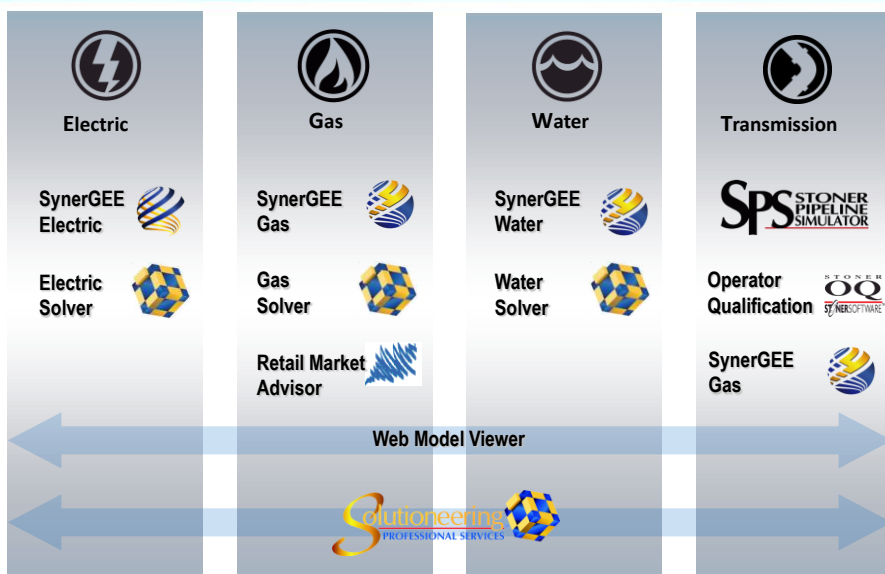 Electric
Gas
Water
Transmission
SynerGEE
Electric
Electric
Solver
SynerGEE
Gas
Gas
Solver
Retail Market
Advisor
SynerGEE
Water
Water
Solver
SPS STONER
PIPELINE
SIMULATOR
Operator
Qualification
STONER
OQ
STONERSOFTWARE
SynerGEE
Gas
Web Model Viewer
Solutioneering
PROFESSIONAL SERVICES